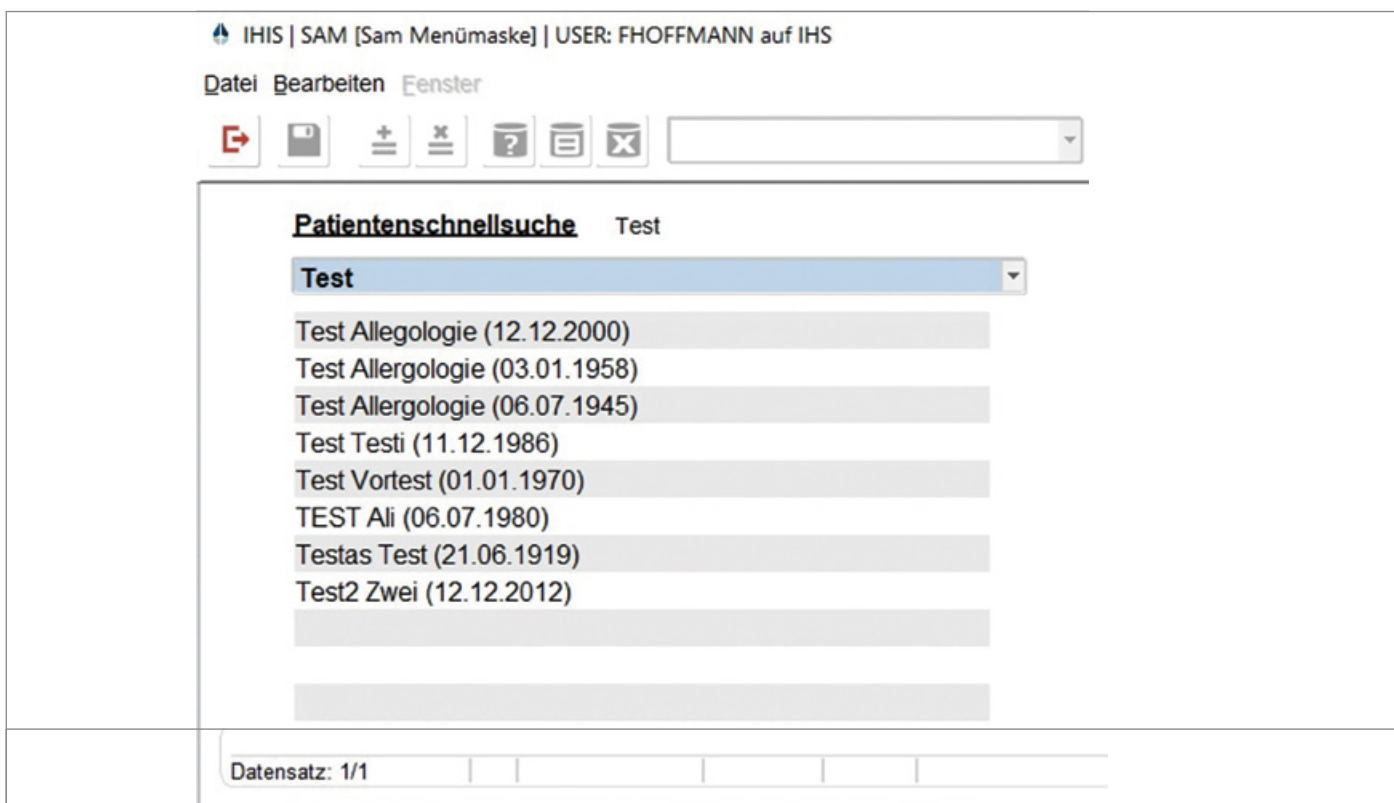 IHIS | SAM [Sam Menümaske] | USER: FHOFFMANN auf IHS
Datei Bearbeiten Fenster
Patientenschnellsuche Test
Test
Test Allegologie (12.12.2000)
Test Allergologie (03.01.1958)
Test Allergologie (06.07.1945)
Test Testi (11.12.1986)
Test Vortest (01.01.1970)
TEST Ali (06.07.1980)
Testas Test (21.06.1919)
Test2 Zwei (12.12.2012)
Datensatz: 1/1